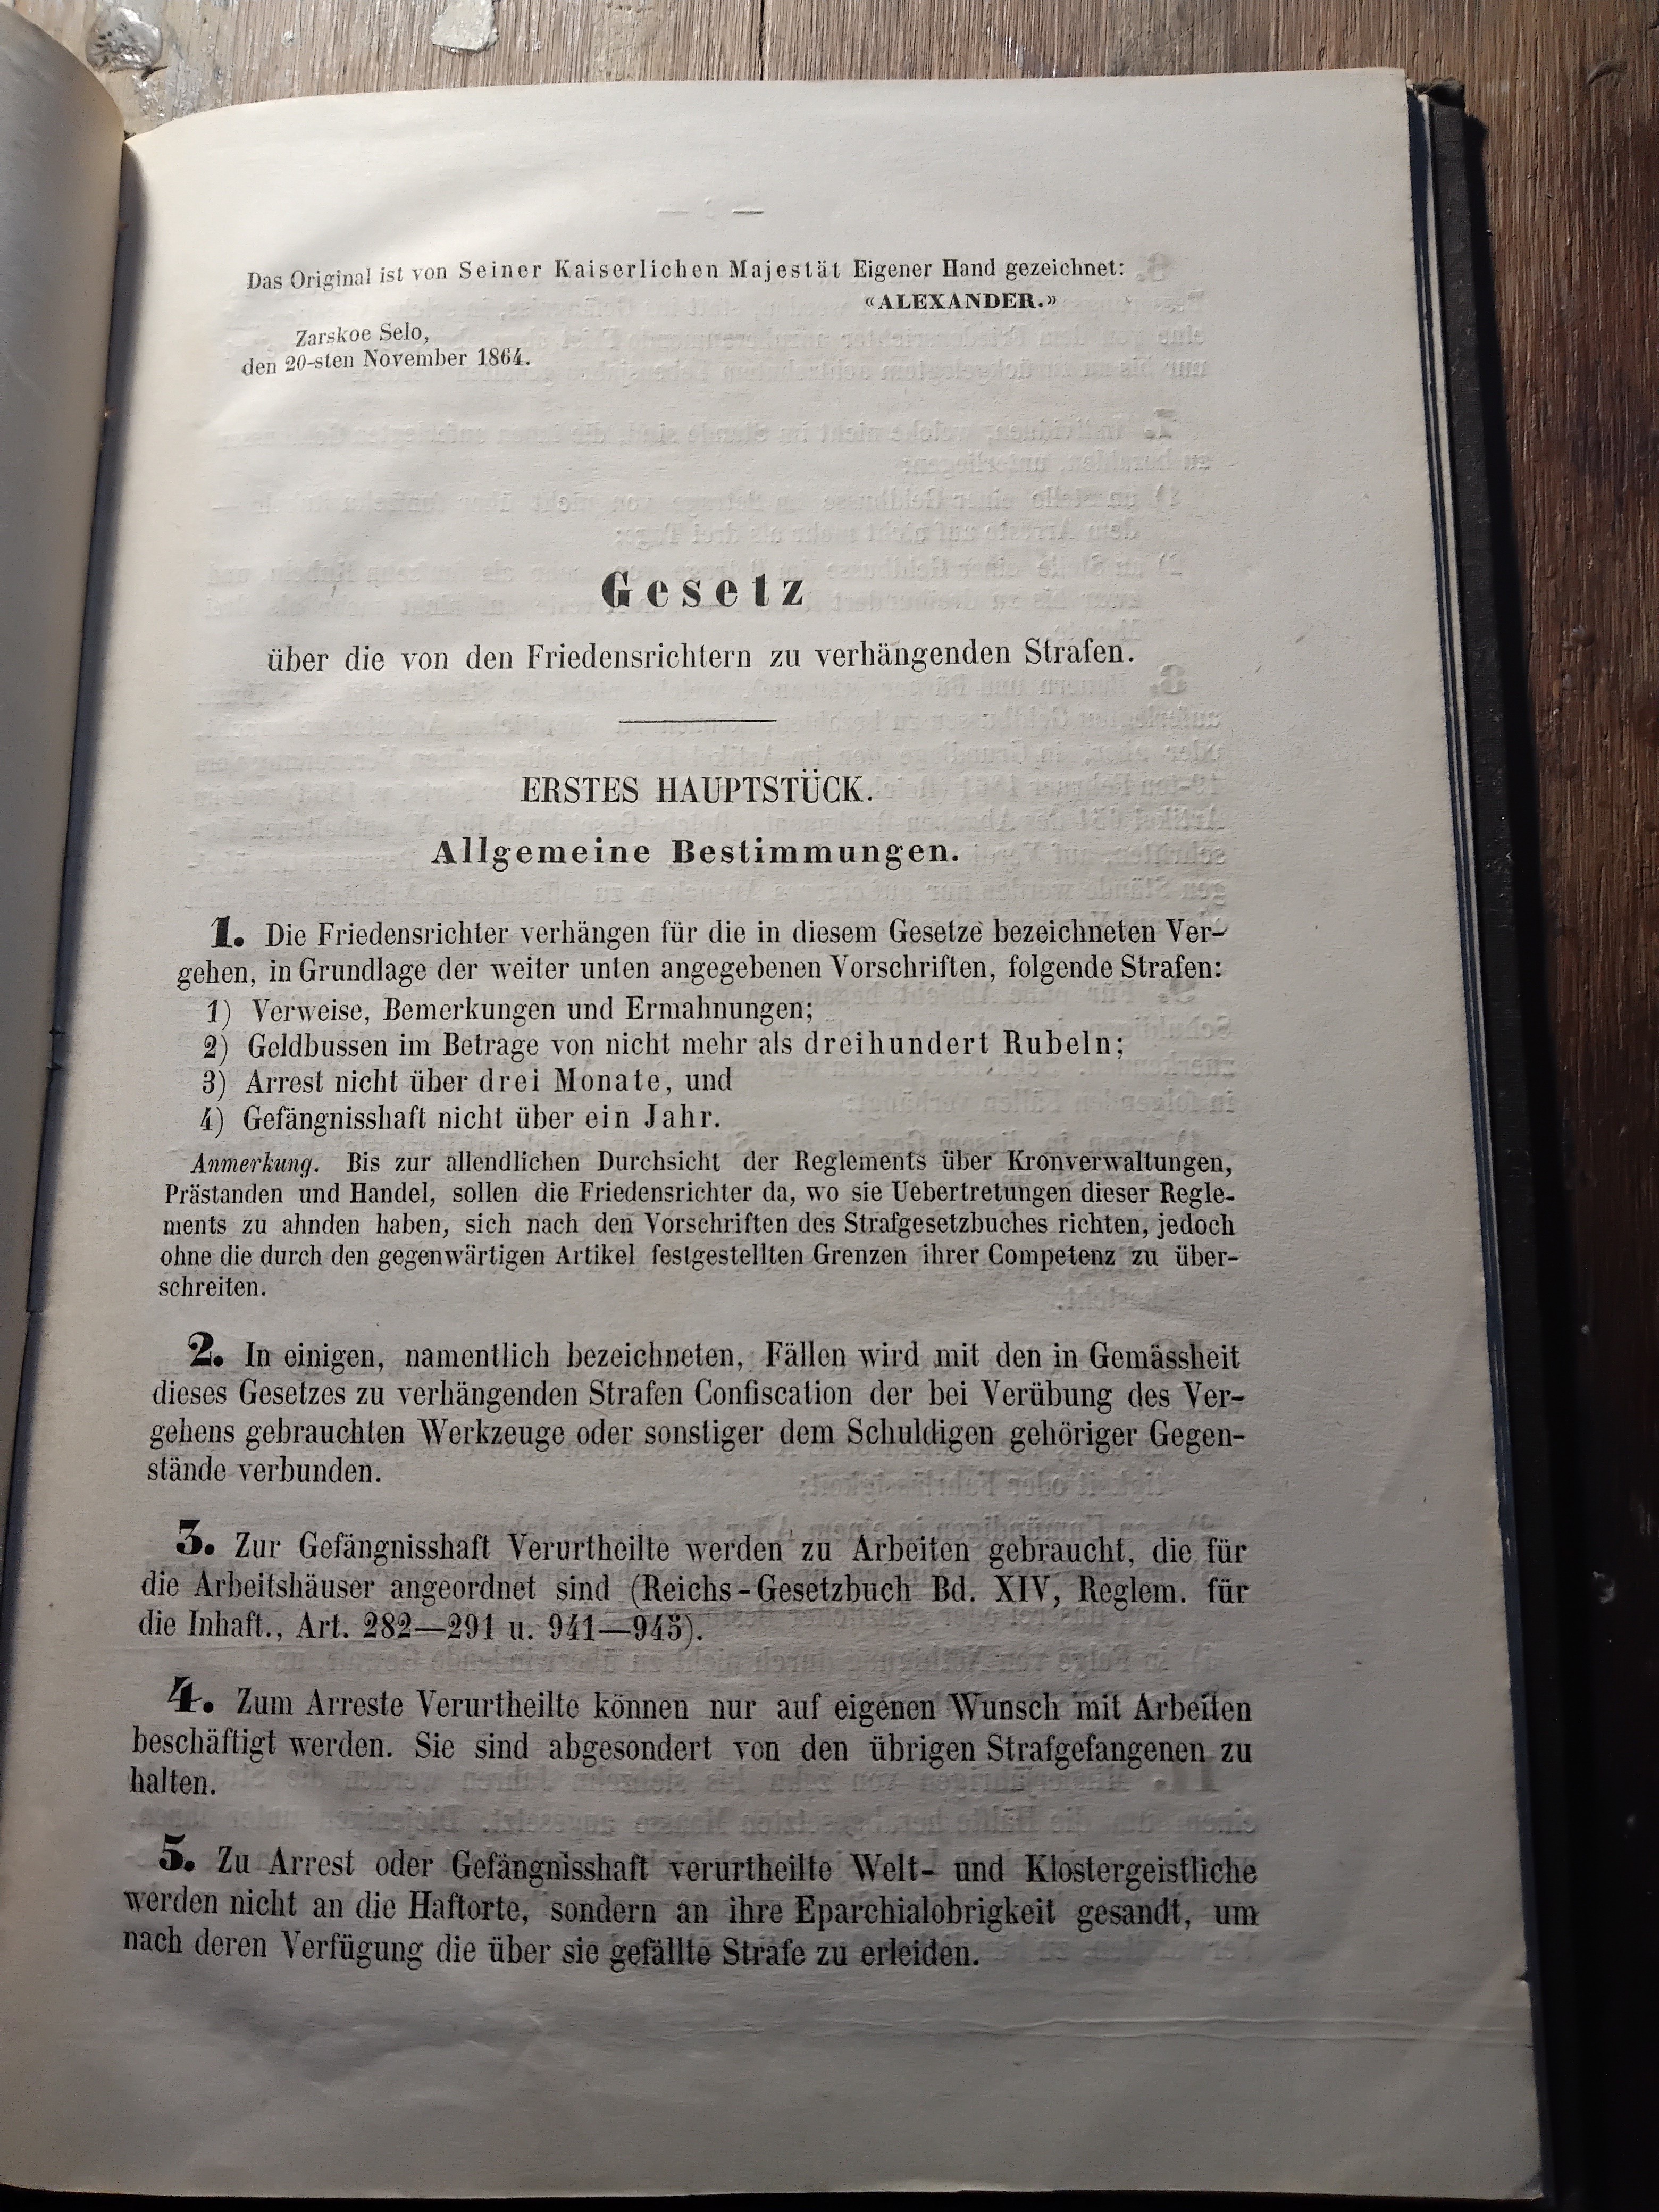 Das Original ist von Seiner Kaiserlichen Majestät Eigener Hand gezeichnet:
«ALEXANDER.»
Zarskoe Selo,
den 20-sten November 1864.
Gesetz
über die von den Friedensrichtern zu verhängenden Strafen.
ERSTES HAUPTSTÜCK.
Allgemeine Bestimmungen.
1. Die Friedensrichter verhängen für die in diesem Gesetze bezeichneten Ver-
gehen, in Grundlage der weiter unten angegebenen Vorschriften, folgende Strafen:
1) Verweise, Bemerkungen und Ermahnungen;
2) Geldbussen im Betrage von nicht mehr als dreihundert Rubeln;
3) Arrest nicht über drei Monate, und
4) Gefängnisshaft nicht über ein Jahr.
Anmerkung. Bis zur allendlichen Durchsicht der Reglements über Kronverwaltungen,
Prästanden und Handel, sollen die Friedensrichter da, wo sie Uebertretungen dieser Regle-
ments zu ahnden haben, sich nach den Vorschriften des Strafgesetzbuches richten, jedoch
ohne die durch den gegenwärtigen Artikel festgestellten Grenzen ihrer Competenz zu über-
schreiten.
2. In einigen, namentlich bezeichneten, Fällen wird mit den in Gemässheit
dieses Gesetzes zu verhängenden Strafen Confiscation der bei Verübung des Ver-
gehens gebrauchten Werkzeuge oder sonstiger dem Schuldigen gehöriger Gegen-
stände verbunden.
3. Zur Gefängnisshaft Verurtheilte werden zu Arbeiten gebraucht, die für
die Arbeitshäuser angeordnet sind (Reichs-Gesetzbuch Bd. XIV, Reglem. für
die Inhaft., Art. 282—291 u. 941—945).
4. Zum Arreste Verurtheilte können nur auf eigenen Wunsch mit Arbeiten
beschäftigt werden. Sie sind abgesondert von den übrigen Strafgefangenen zu
halten.
5. Zu Arrest oder Gefängnisshaft verurtheilte Welt- und Klostergeistliche
werden nicht an die Haftorte, sondern an ihre Eparchialobrigkeit gesandt, um
nach deren Verfügung die über sie gefällte Strafe zu erleiden.